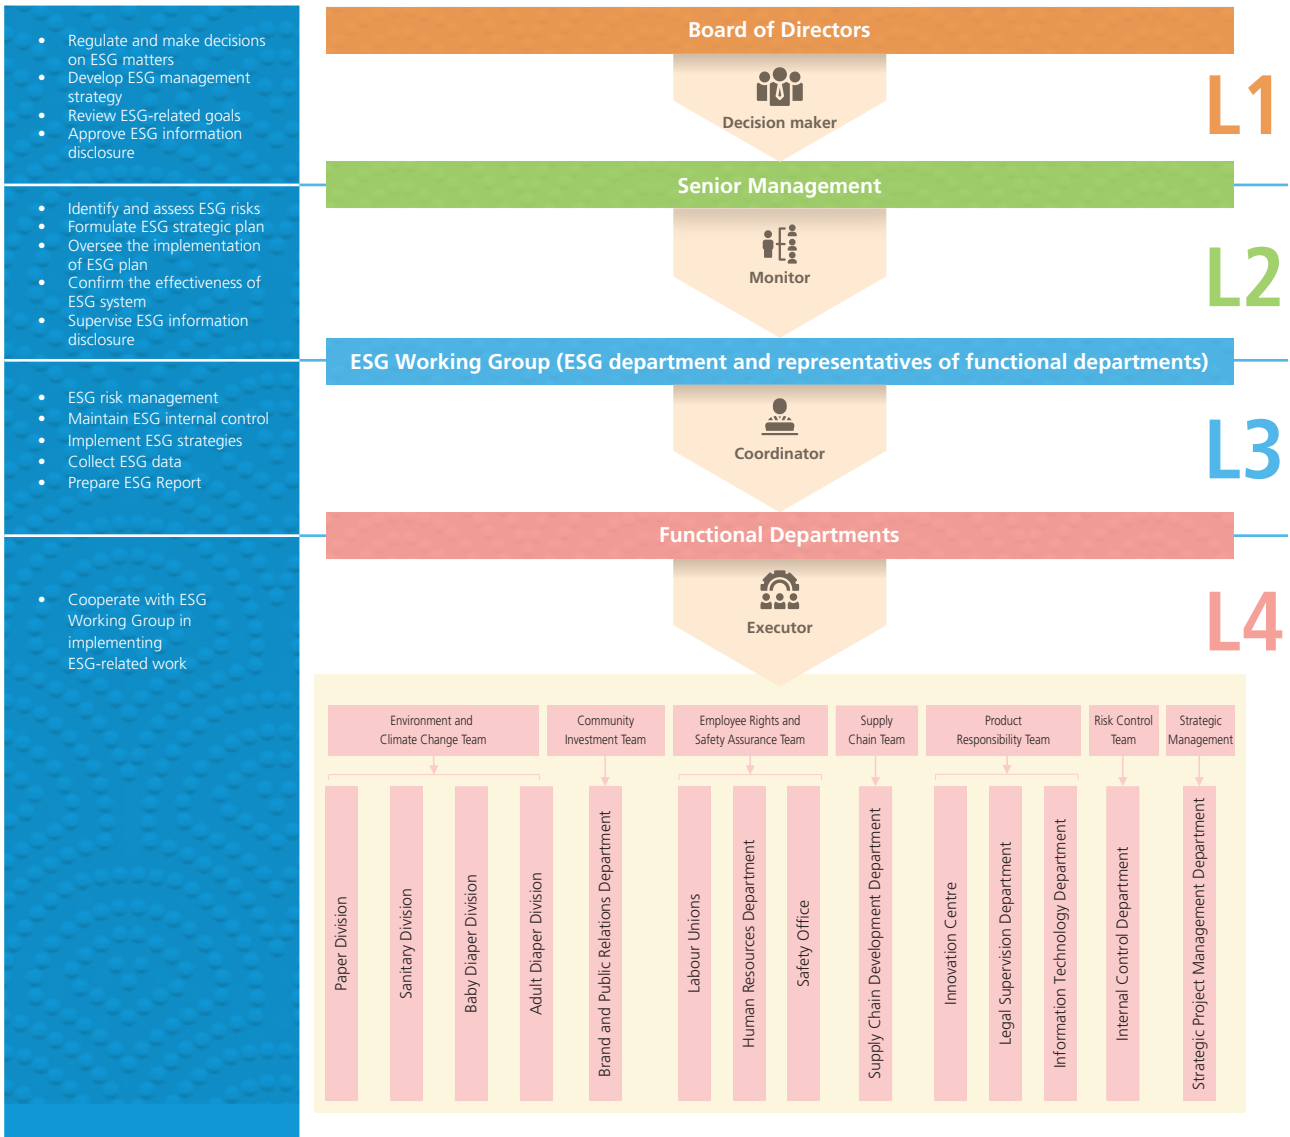 • Regulate and make decisions
on ESG matters
• Develop ESG management
strategy
• Review ESG-related goals
• Approve ESG information
disclosure
Board of Directors
Decision maker
L1
• Identify and assess ESG risks
• Formulate ESG strategic plan
• Oversee the implementation
of ESG plan
• Confirm the effectiveness of
ESG system
• Supervise ESG information
disclosure
Senior Management
Monitor
L2
• ESG risk management
• Maintain ESG internal control
• Implement ESG strategies
• Collect ESG data
• Prepare ESG Report
ESG Working Group (ESG department and representatives of functional departments)
Coordinator
L3
• Cooperate with ESG
Working Group in
implementing
ESG-related work
Functional Departments
Executor
L4
Environment and
Climate Change Team
Community
Investment Team
Employee Rights and
Safety Assurance Team
Supply
Chain Team
Product
Responsibility Team
Risk Control
Team
Strategic
Management
Paper Division
Sanitary Division
Baby Diaper Division
Adult Diaper Division
Brand and Public Relations Department
Labour Unions
Human Resources Department
Safety Office
Supply Chain Development Department
Innovation Centre
Legal Supervision Department
Information Technology Department
Internal Control Department
Strategic Project Management Department